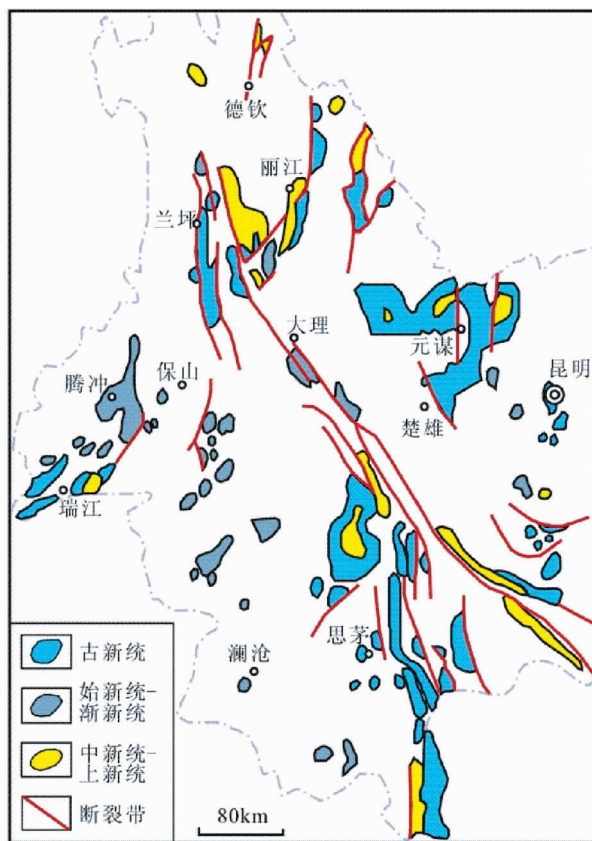 德钦
丽江
兰坪
大理
元谋
昆明
腾冲
保山
楚雄
瑞江
思茅
澜沧
古新统
始新统-
渐新统
中新统-
上新统
断裂带
80km